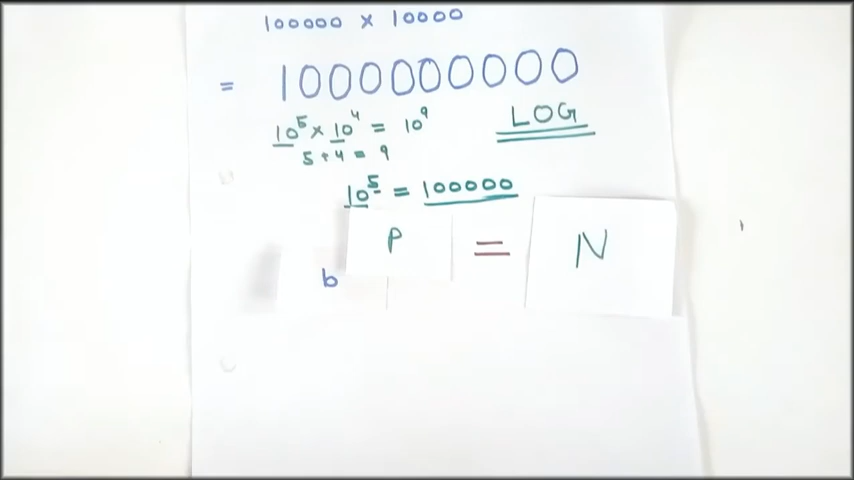 100000 x 10000
= 1000000000
10⁵ x 10⁴ = 10⁹
LOG
5 + 4 = 9
10⁵ = 100000
b^P = N